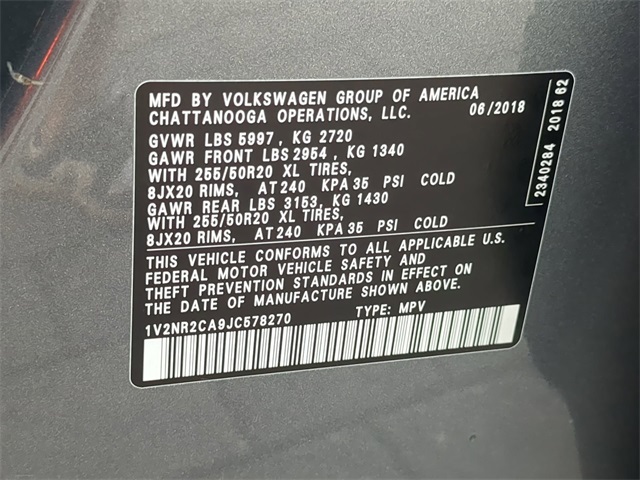 MFD BY VOLKSWAGEN GROUP OF AMERICA
CHATTANOOGA OPERATIONS, LLC. 06/2018
GVWR LBS 5997 , KG 2720
GAWR FRONT LBS 2954 , KG 1340
WITH 255/50R20 XL TIRES,
8JX20 RIMS, AT 240 KPA 35 PSI COLD
GAWR REAR LBS 3153, KG 1430
WITH 255/50R20 XL TIRES,
8JX20 RIMS, AT 240 KPA 35 PSI COLD
THIS VEHICLE CONFORMS TO ALL APPLICABLE U.S.
FEDERAL MOTOR VEHICLE SAFETY AND
THEFT PREVENTION STANDARDS IN EFFECT ON
THE DATE OF MANUFACTURE SHOWN ABOVE.
1V2NR2CA9JC578270 TYPE: MPV
2340284 2018 62